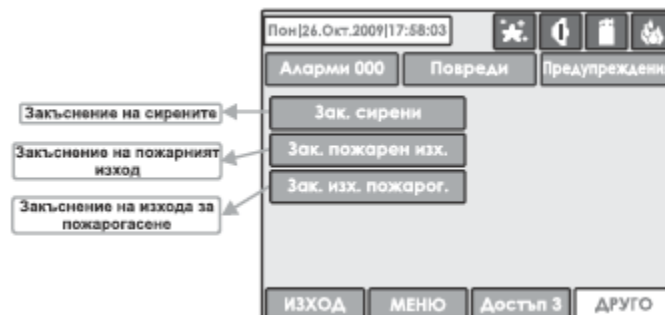 Пон|26.Окт.2009|17:58:03
Аларми 000 Повреди Предупреждени
Закъснение на сирените
Зак. сирени
Закъснение на пожарният
изход
Зак. пожарен изх.
Закъснение на изхода за
пожарогасене
Зак. изх. пожарог.
ИЗХОД МЕНЮ Достъп 3 ДРУГО